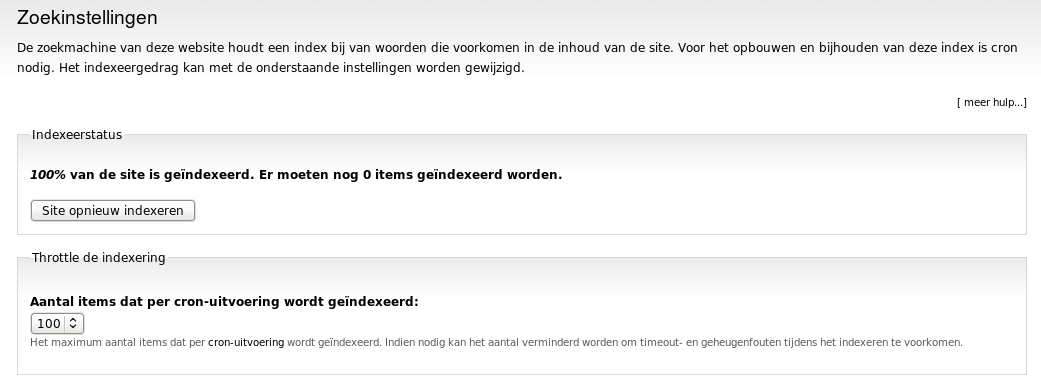 Zoekinstellingen
De zoekmachine van deze website houdt een index bij van woorden die voorkomen in de inhoud van de site. Voor het opbouwen en bijhouden van deze index is cron
nodig. Het indexeergedrag kan met de onderstaande instellingen worden gewijzigd.
[ meer hulp...]
Indexeerstatus
100% van de site is geïndexeerd. Er moeten nog 0 items geïndexeerd worden.
Site opnieuw indexeren
Throttle de indexering
Aantal items dat per cron-uitvoering wordt geïndexeerd:
100
Het maximum aantal items dat per cron-uitvoering wordt geïndexeerd. Indien nodig kan het aantal verminderd worden om timeout- en geheugenfouten tijdens het indexeren te voorkomen.